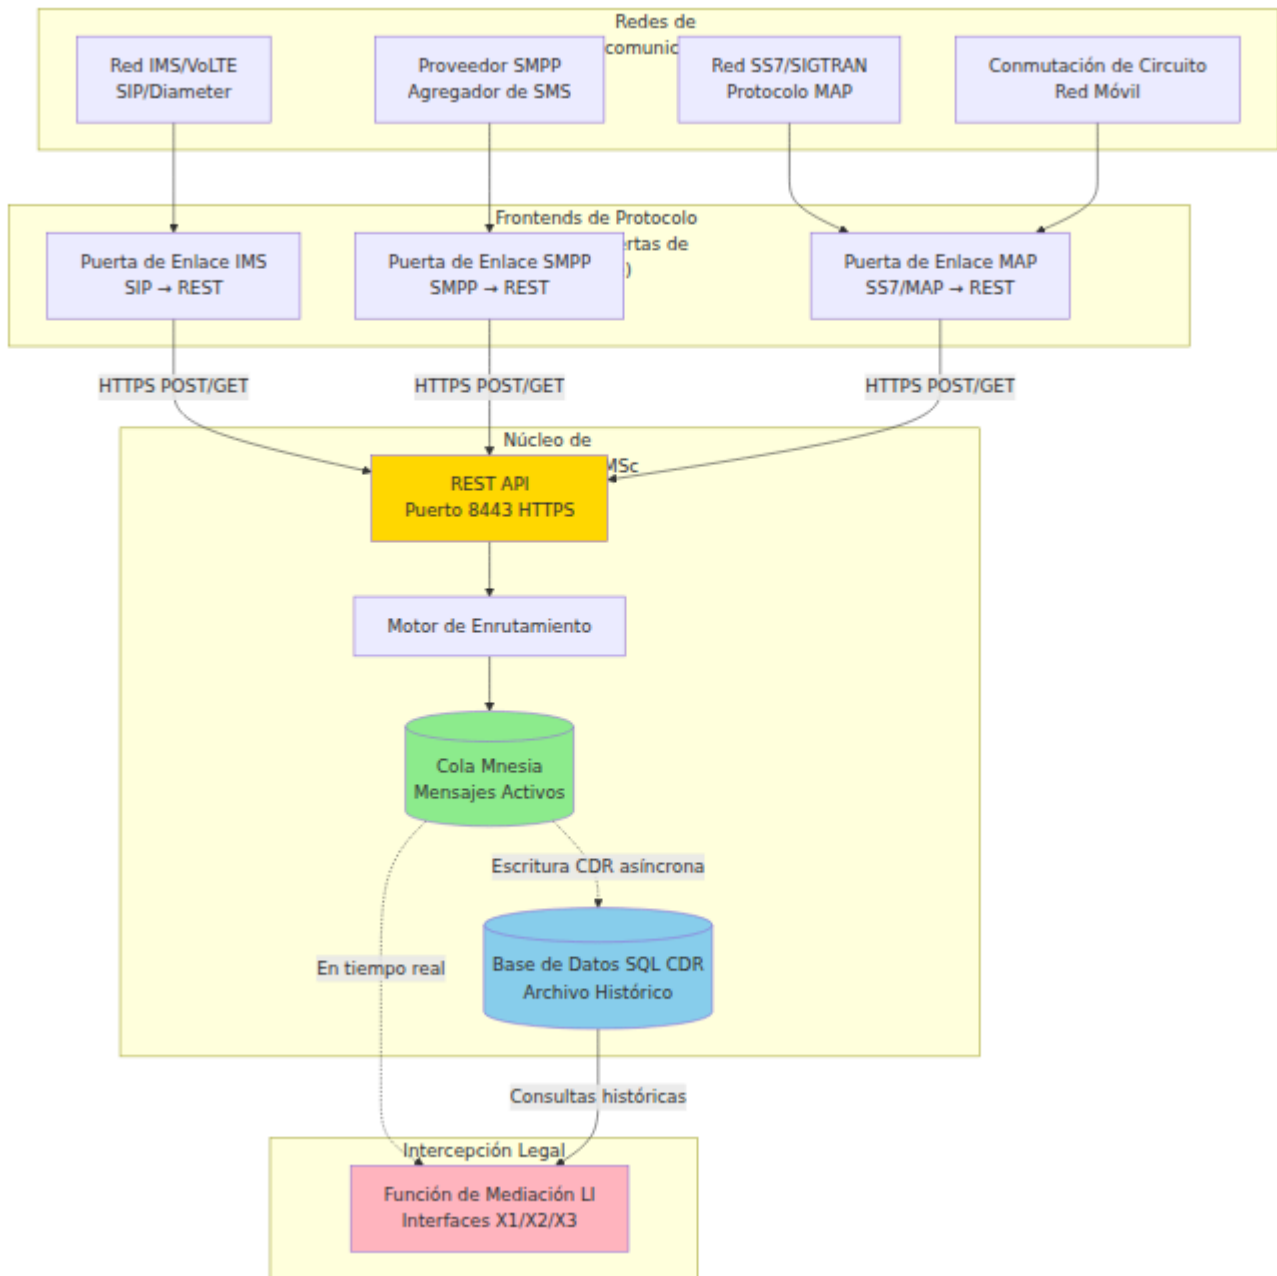 Redes de
comunic
Red IMS/VoLTE
SIP/Diameter
Proveedor SMPP
Agregador de SMS
Red SS7/SIGTRAN
Protocolo MAP
Conmutación de Circuito
Red Móvil
Frontends de Protocolo
ertas de
)
Puerta de Enlace IMS
SIP → REST
Puerta de Enlace SMPP
SMPP → REST
Puerta de Enlace MAP
SS7/MAP → REST
HTTPS POST/GET
HTTPS POST/GET
HTTPS POST/GET
Núcleo de
MSc
REST API
Puerto 8443 HTTPS
Motor de Enrutamiento
Cola Mnesia
Mensajes Activos
Escritura CDR asíncrona
En tiempo real
Base de Datos SQL CDR
Archivo Histórico
Consultas históricas
Intercepción Legal
Función de Mediación LI
Interfaces X1/X2/X3